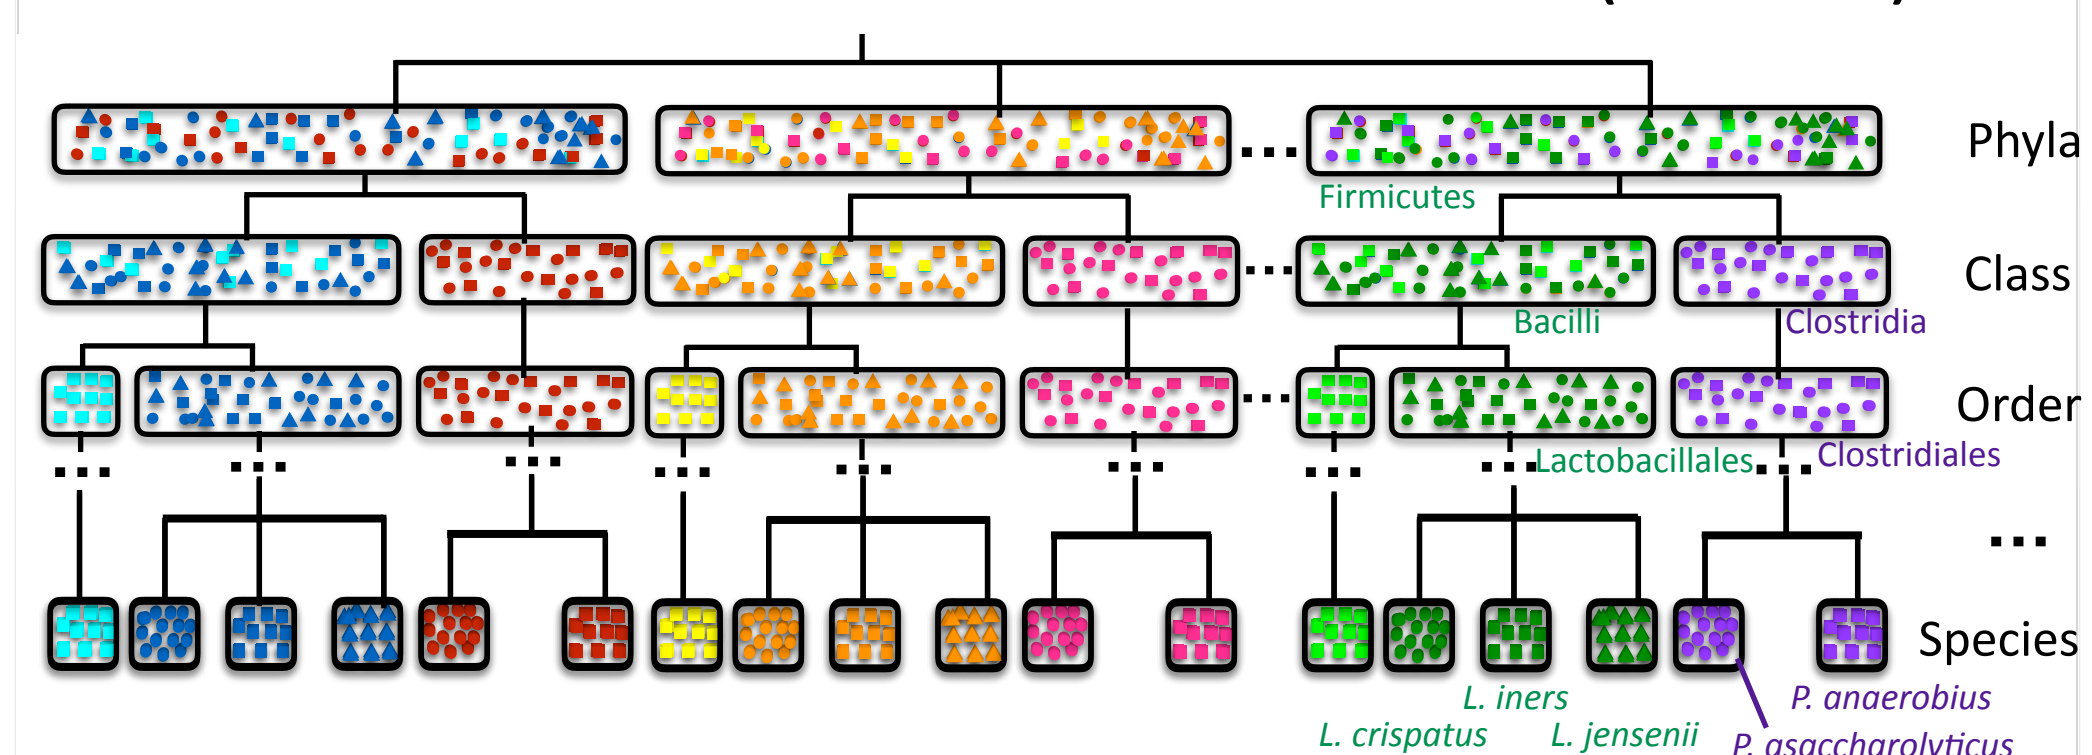 Phyla
Firmicutes
Class
Bacilli
Clostridia
Order
Lactobacillales
Clostridiales
...
Species
L. iners
P. anaerobius
L. crispatus
L. jensenii
P. asaccharolyticus